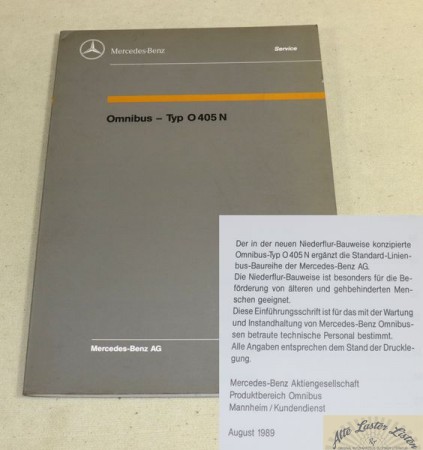 Mercedes-Benz
Service
Omnibus – Typ O 405 N
Mercedes-Benz AG
Der in der neuen Niederflur-Bauweise konzipierte
Omnibus-Typ O 405 N ergänzt die Standard-Linien-
bus-Baureihe der Mercedes-Benz AG.
Die Niederflur-Bauweise ist besonders für die Be-
förderung von älteren und gehbehinderten Men-
schen geeignet.
Diese Einführungsschrift ist für das mit der Wartung
und Instandhaltung von Mercedes-Benz Omnibus-
sen betraute technische Personal bestimmt.
Alle Angaben entsprechen dem Stand der Druckle-
gung.
Mercedes-Benz Aktiengesellschaft
Produktbereich Omnibus
Mannheim/Kundendienst
August 1989
Alte Laster Listen